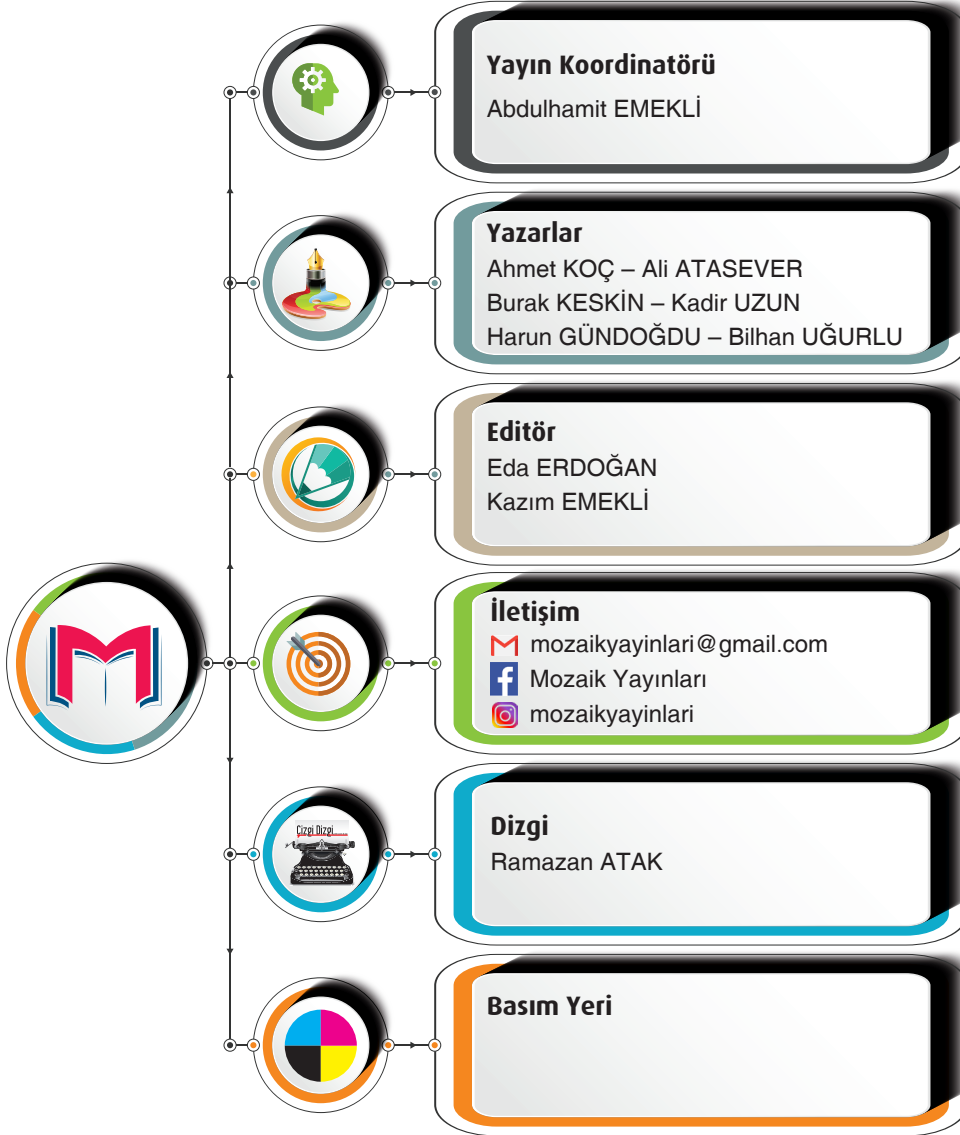 Yayın Koordinatörü
Abdulhamit EMEKLİ
Yazarlar
Ahmet KOÇ – Ali ATASEVER
Burak KESKİN – Kadir UZUN
Harun GÜNDOĞDU – Bilhan UĞURLU
Editör
Eda ERDOĞAN
Kazım EMEKLİ
İletişim
mozaikyayinlari@gmail.com
Mozaik Yayınları
mozaikyayinlari
Çizgi Dizgi
Dizgi
Ramazan ATAK
Basım Yeri